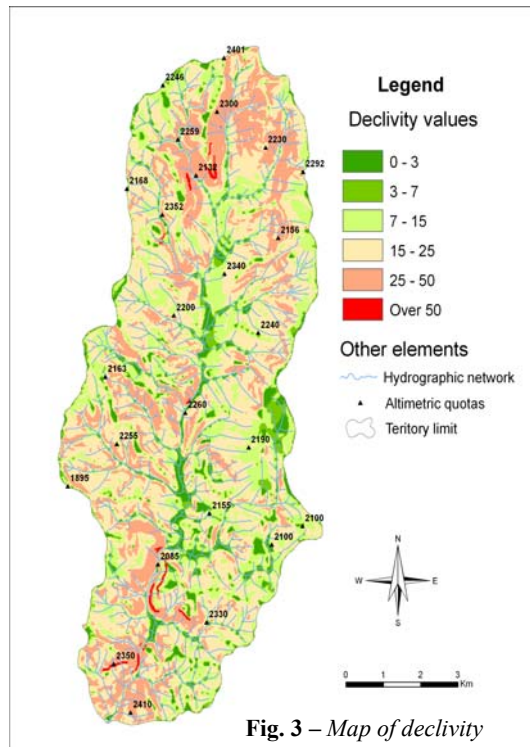 2401
2246
2300
2259
2230
2132
2292
2168
2352
2156
2340
2209
2240
2163
2260
2255
2190
1895
2155
2100
2100
2085
2330
2350
2410
Legend
Declivity values
0 - 3
3 - 7
7 - 15
15 - 25
25 - 50
Over 50
Other elements
Hydrographic network
Altimetric quotas
Teritory limit
N
W E
S
0 1 2 3
Km
Fig. 3 – Map of declivity